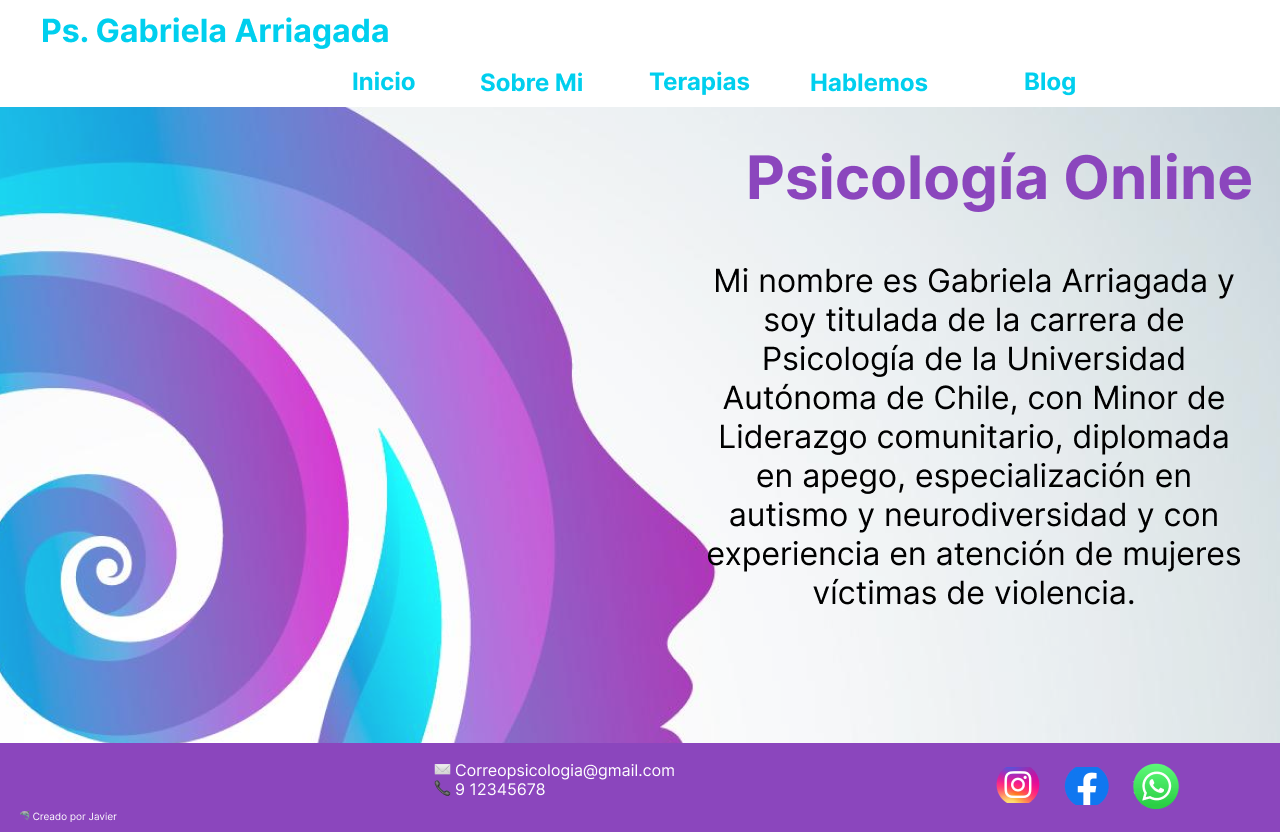 Ps. Gabriela Arriagada
Inicio Sobre Mi Terapias Hablemos Blog
Psicología Online
Mi nombre es Gabriela Arriagada y
soy titulada de la carrera de
Psicología de la Universidad
Autónoma de Chile, con Minor de
Liderazgo comunitario, diplomada
en apego, especialización en
autismo y neurodiversidad y con
experiencia en atención de mujeres
víctimas de violencia.
Correopsicologia@gmail.com
9 12345678
Creado por Javier